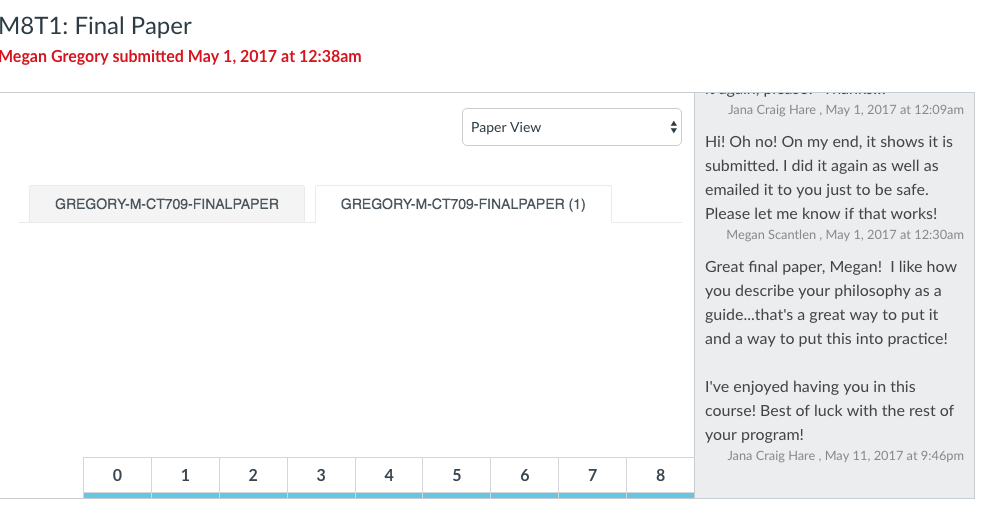 M8T1: Final Paper
Megan Gregory submitted May 1, 2017 at 12:38am
Paper View
GREGORY-M-CT709-FINALPAPER
GREGORY-M-CT709-FINALPAPER (1)
0 1 2 3 4 5 6 7 8
it again, please? Thanks...
Jana Craig Hare , May 1, 2017 at 12:09am
Hi! Oh no! On my end, it shows it is
submitted. I did it again as well as
emailed it to you just to be safe.
Please let me know if that works!
Megan Scantlen , May 1, 2017 at 12:30am
Great final paper, Megan!  I like how
you describe your philosophy as a
guide...that's a great way to put it
and a way to put this into practice!
I've enjoyed having you in this
course! Best of luck with the rest of
your program!
Jana Craig Hare , May 11, 2017 at 9:46pm